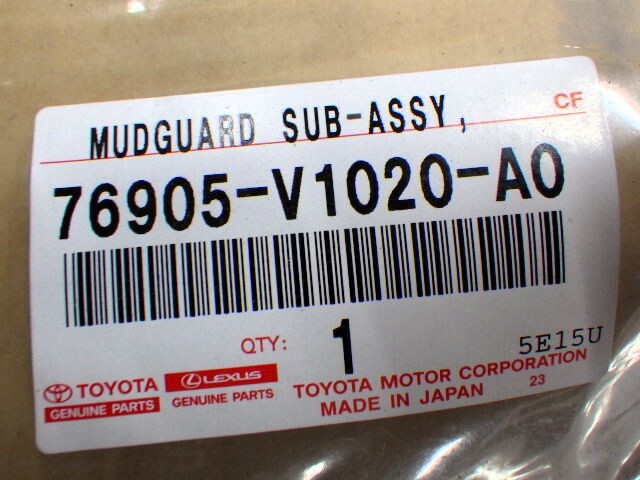 MUDGUARD SUB-ASSY, CF
76905-V1020-A0
QTY: 1 5E15U
TOYOTA LEXUS TOYOTA MOTOR CORPORATION
GENUINE PARTS GENUINE PARTS MADE IN JAPAN 23